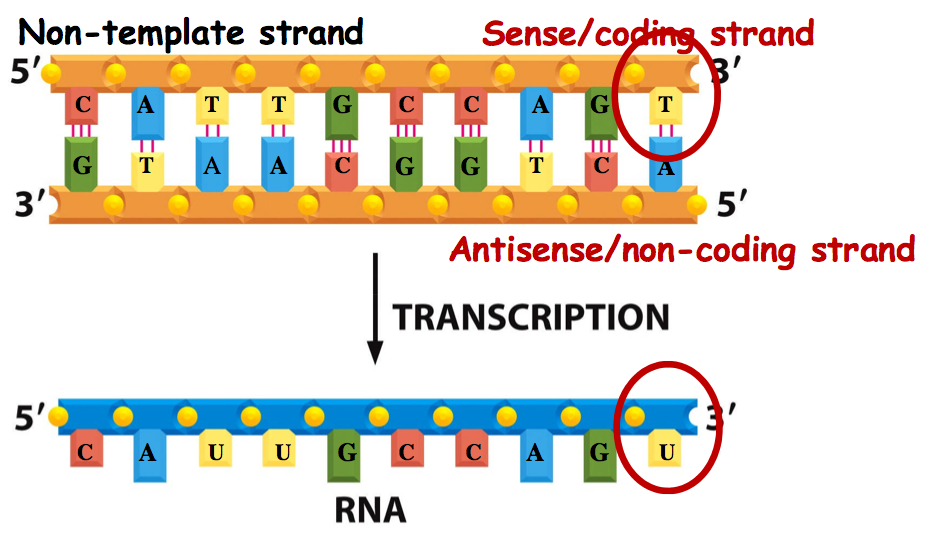 Non-template strand Sense/coding strand
5′ 3′
C A T T G C C A G T
G T A A C G G T C A
3′ 5′
Antisense/non-coding strand
TRANSCRIPTION
5′ 3′
C A U U G C C A G U
RNA